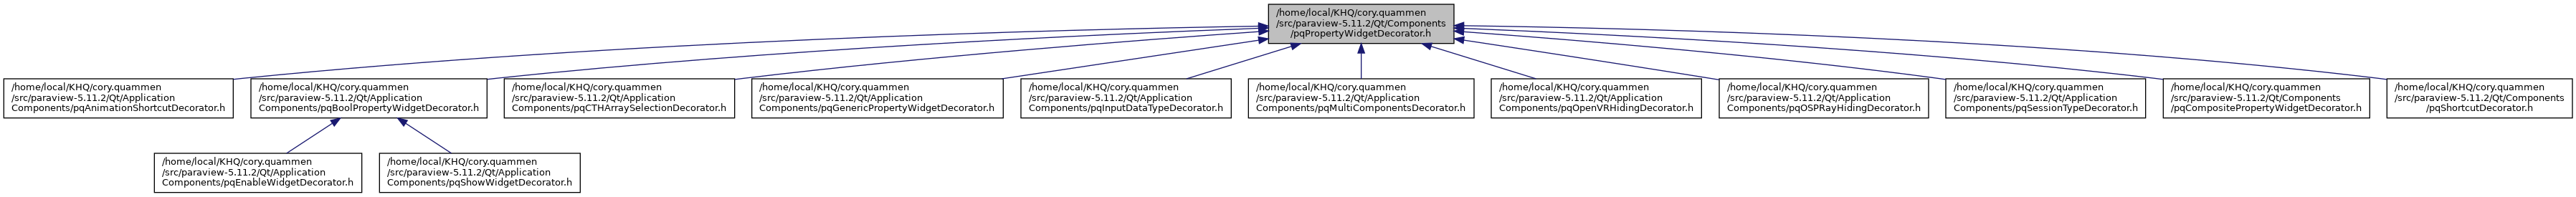 /home/local/KHQ/cory.quammen
/src/paraview-5.11.2/Qt/Components
/pqPropertyWidgetDecorator.h
/home/local/KHQ/cory.quammen
/src/paraview-5.11.2/Qt/Application
Components/pqAnimationShortcutDecorator.h
/home/local/KHQ/cory.quammen
/src/paraview-5.11.2/Qt/Application
Components/pqBoolPropertyWidgetDecorator.h
/home/local/KHQ/cory.quammen
/src/paraview-5.11.2/Qt/Application
Components/pqCTHArraySelectionDecorator.h
/home/local/KHQ/cory.quammen
/src/paraview-5.11.2/Qt/Application
Components/pqGenericPropertyWidgetDecorator.h
/home/local/KHQ/cory.quammen
/src/paraview-5.11.2/Qt/Application
Components/pqInputDataTypeDecorator.h
/home/local/KHQ/cory.quammen
/src/paraview-5.11.2/Qt/Application
Components/pqMultiComponentsDecorator.h
/home/local/KHQ/cory.quammen
/src/paraview-5.11.2/Qt/Application
Components/pqOpenVRHidingDecorator.h
/home/local/KHQ/cory.quammen
/src/paraview-5.11.2/Qt/Application
Components/pqOSPRayHidingDecorator.h
/home/local/KHQ/cory.quammen
/src/paraview-5.11.2/Qt/Application
Components/pqSessionTypeDecorator.h
/home/local/KHQ/cory.quammen
/src/paraview-5.11.2/Qt/Components
/pqCompositePropertyWidgetDecorator.h
/home/local/KHQ/cory.quammen
/src/paraview-5.11.2/Qt/Components
/pqShortcutDecorator.h
/home/local/KHQ/cory.quammen
/src/paraview-5.11.2/Qt/Application
Components/pqEnableWidgetDecorator.h
/home/local/KHQ/cory.quammen
/src/paraview-5.11.2/Qt/Application
Components/pqShowWidgetDecorator.h